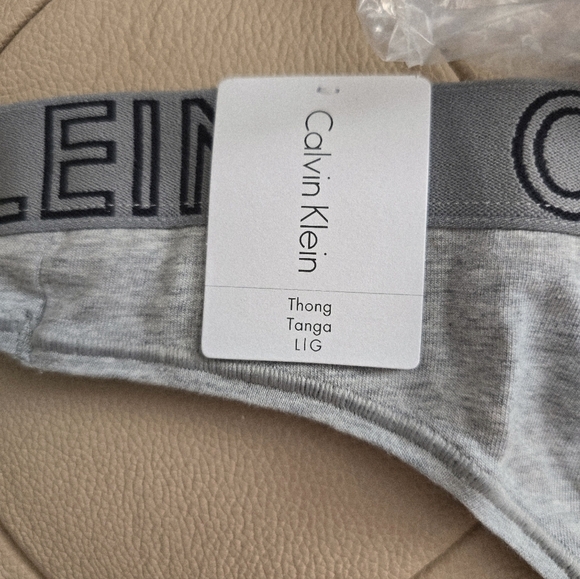 LEIN
C
Calvin Klein
Thong
Tanga
L|G